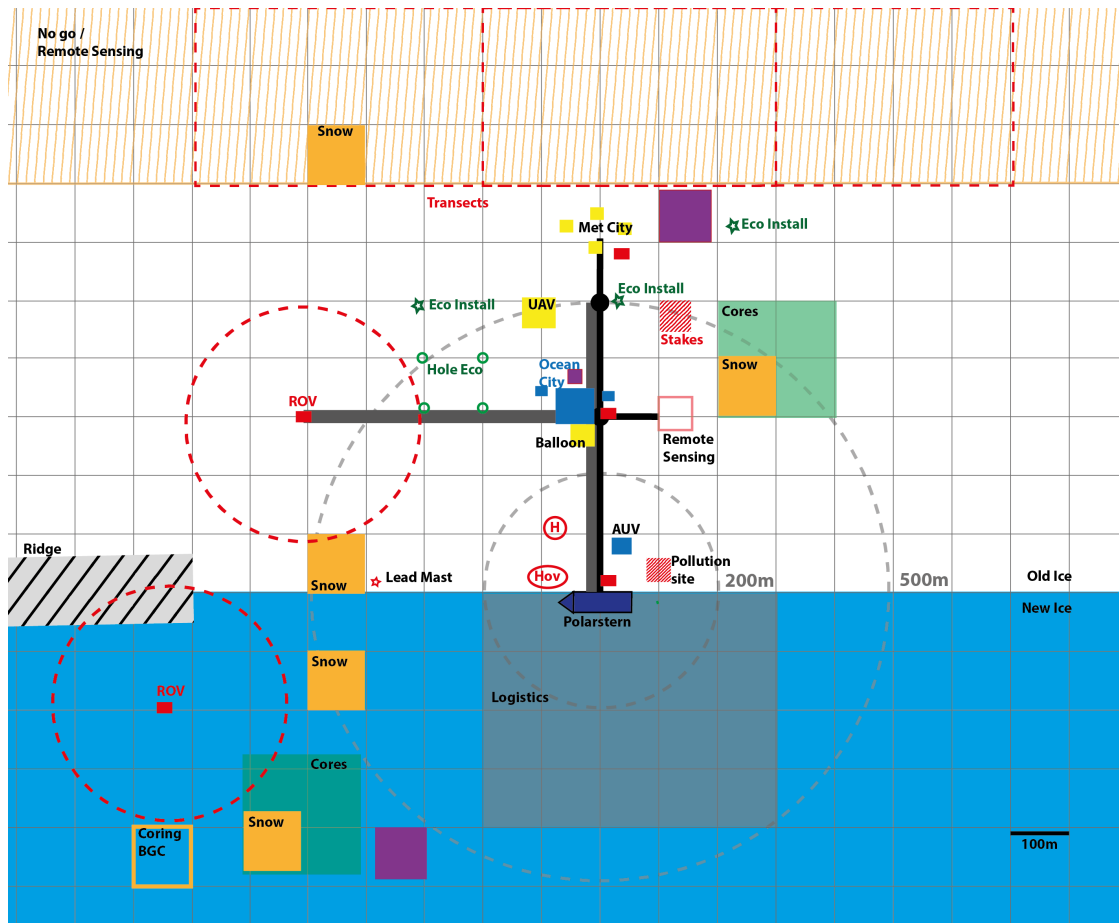 No go /
Remote Sensing
Snow
Transects
Met City
Eco Install
Eco Install
Eco Install
UAV
Cores
Stakes
Hole Eco
Ocean
City
Snow
ROV
Balloon
Remote
Sensing
H
AUV
Ridge
Hov
Pollution
site
Lead Mast
Snow
200m
500m
Old Ice
New Ice
Polarstern
Snow
ROV
Logistics
Cores
Snow
Coring
BGC
100m